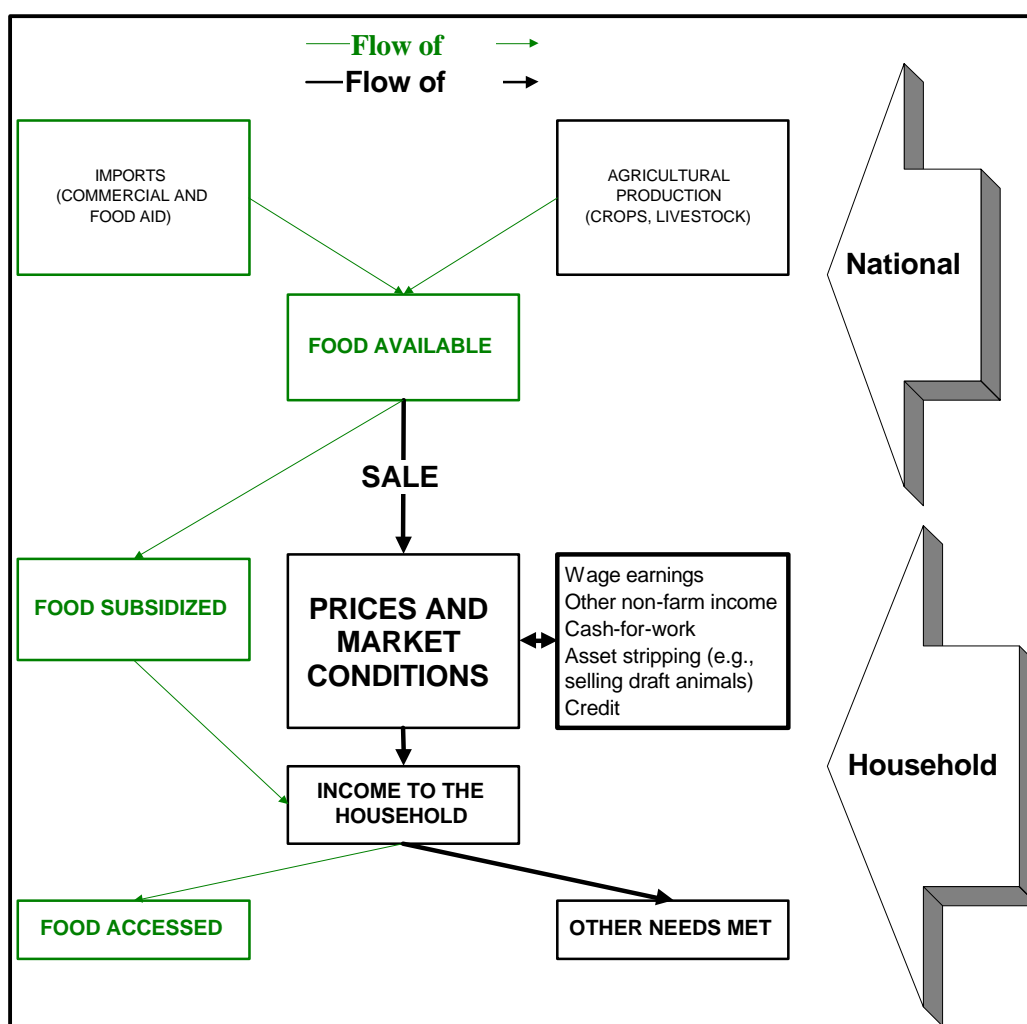 Flow of
Flow of
IMPORTS
(COMMERCIAL AND
FOOD AID)
AGRICULTURAL
PRODUCTION
(CROPS, LIVESTOCK)
National
FOOD AVAILABLE
SALE
FOOD SUBSIDIZED
PRICES AND
MARKET
CONDITIONS
Wage earnings
Other non-farm income
Cash-for-work
Asset stripping (e.g.,
selling draft animals)
Credit
Household
INCOME TO THE
HOUSEHOLD
FOOD ACCESSED
OTHER NEEDS MET